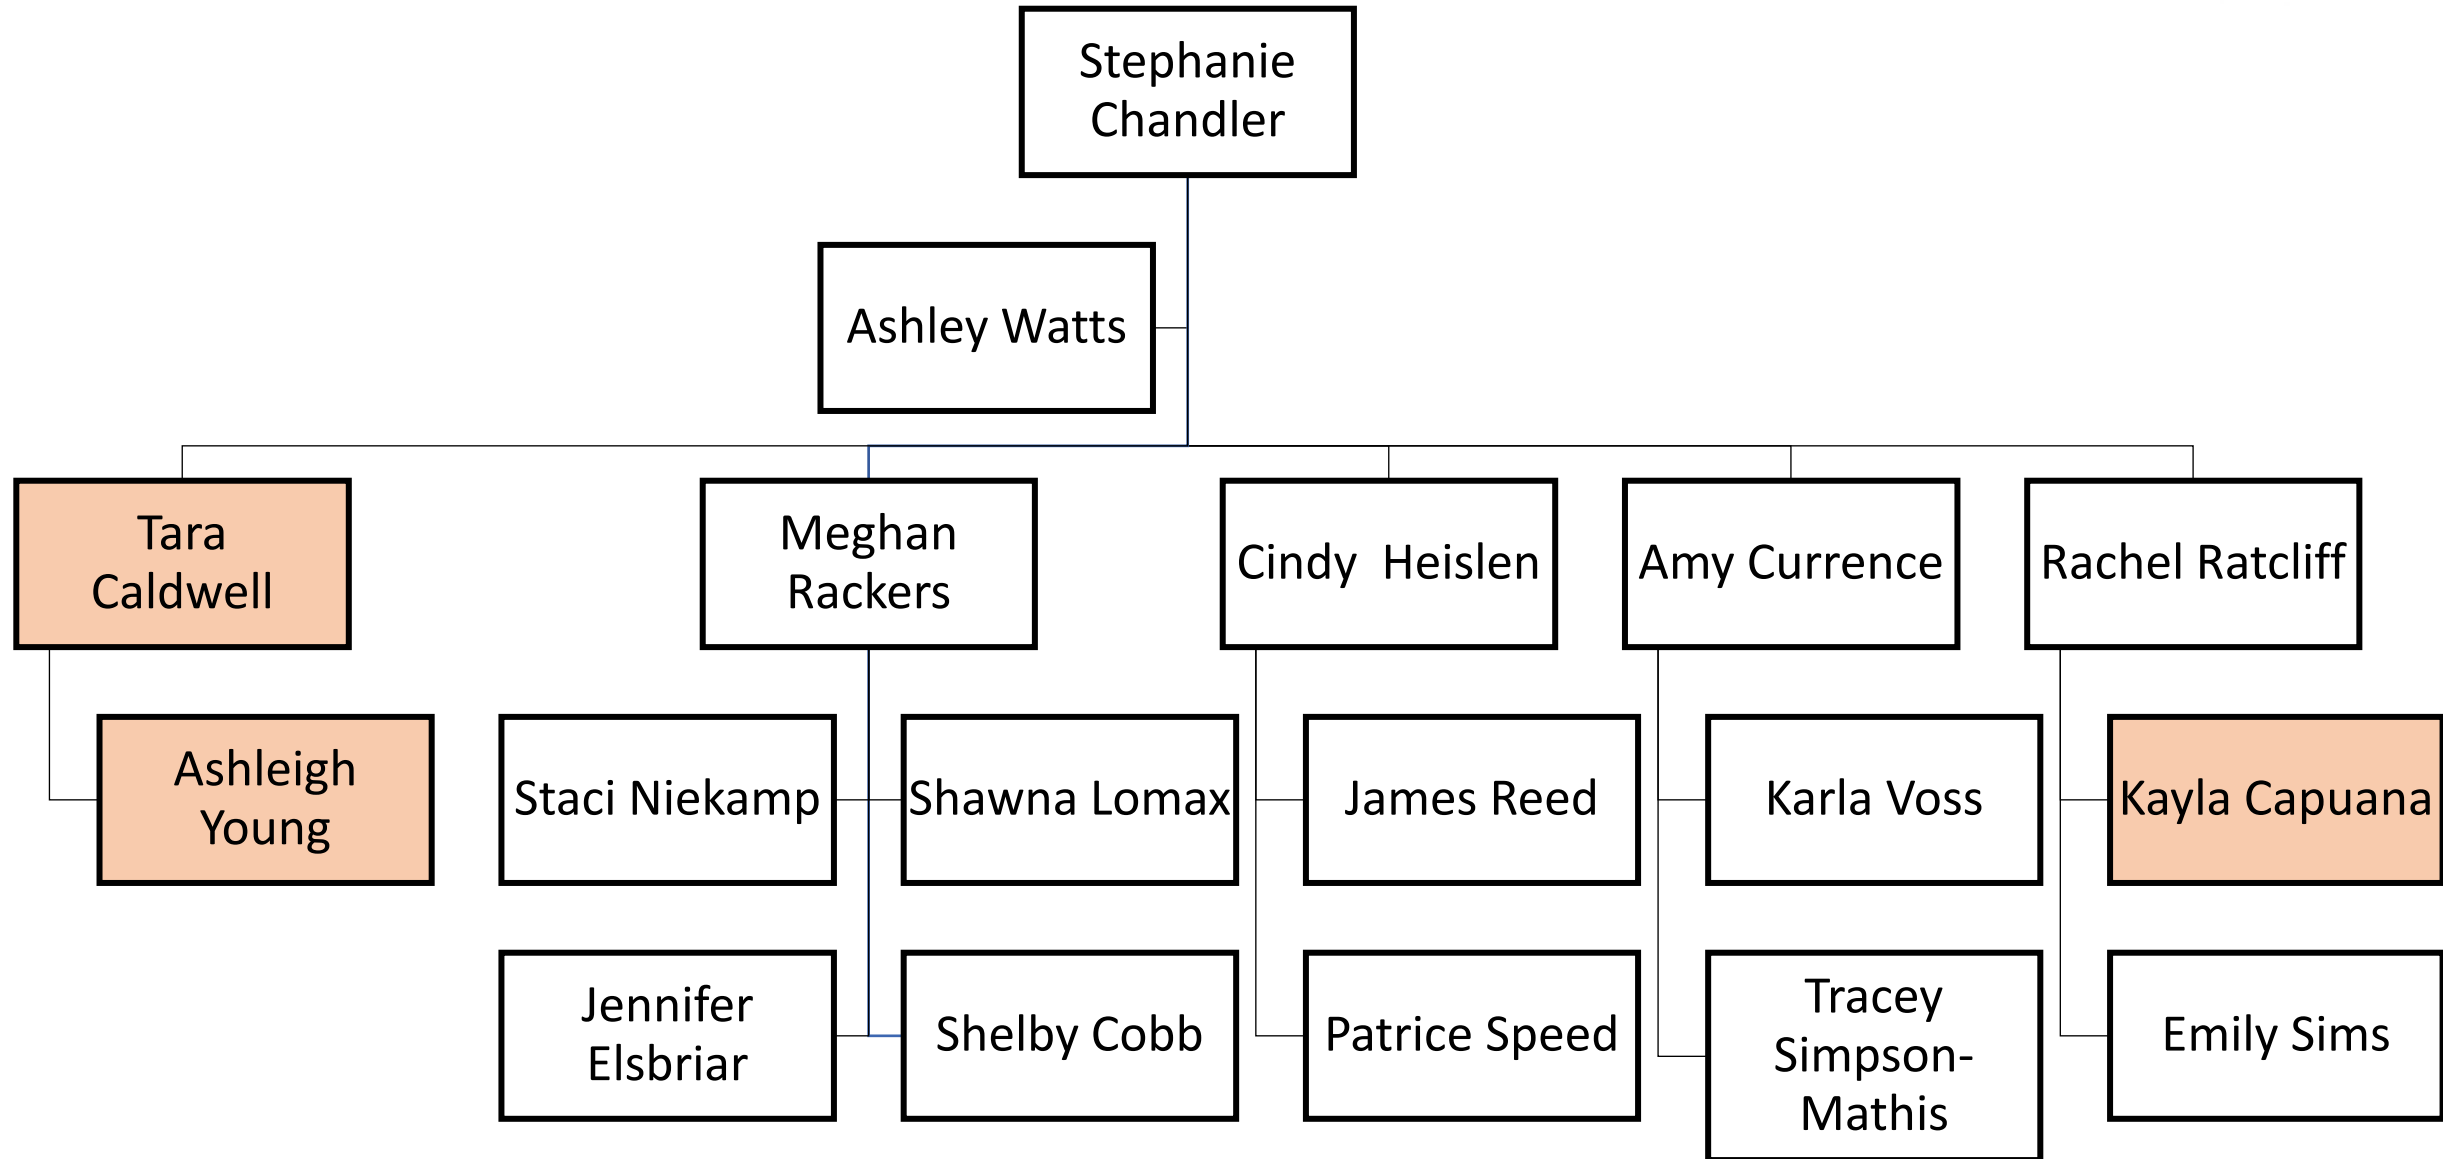 Stephanie
Chandler
Ashley Watts
Tara
Caldwell
Meghan
Rackers
Cindy  Heislen
Amy Currence
Rachel Ratcliff
Ashleigh
Young
Staci Niekamp
Shawna Lomax
James Reed
Karla Voss
Kayla Capuana
Jennifer
Elsbriar
Shelby Cobb
Patrice Speed
Tracey
Simpson-
Mathis
Emily Sims